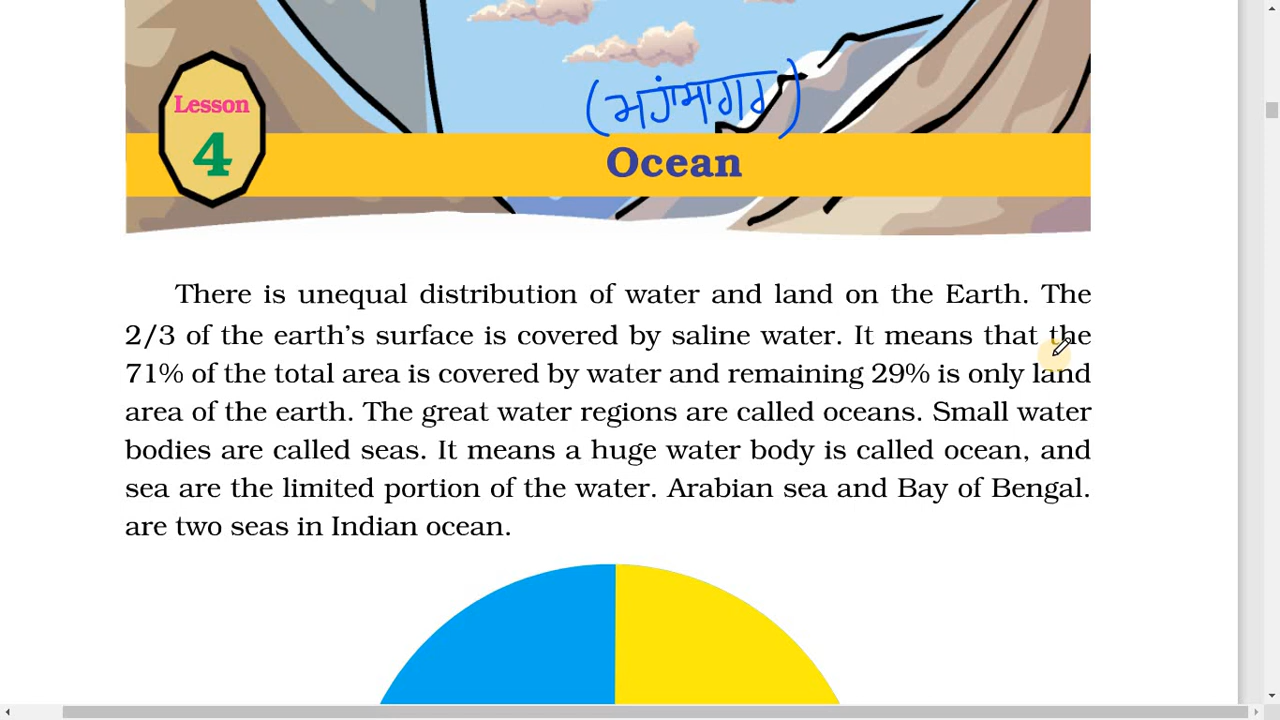 (ਮਹਾਂਸਾਗਰ)
Lesson
4
Ocean
There is unequal distribution of water and land on the Earth. The
2/3 of the earth's surface is covered by saline water. It means that the
71% of the total area is covered by water and remaining 29% is only land
area of the earth. The great water regions are called oceans. Small water
bodies are called seas. It means a huge water body is called ocean, and
sea are the limited portion of the water. Arabian sea and Bay of Bengal.
are two seas in Indian ocean.